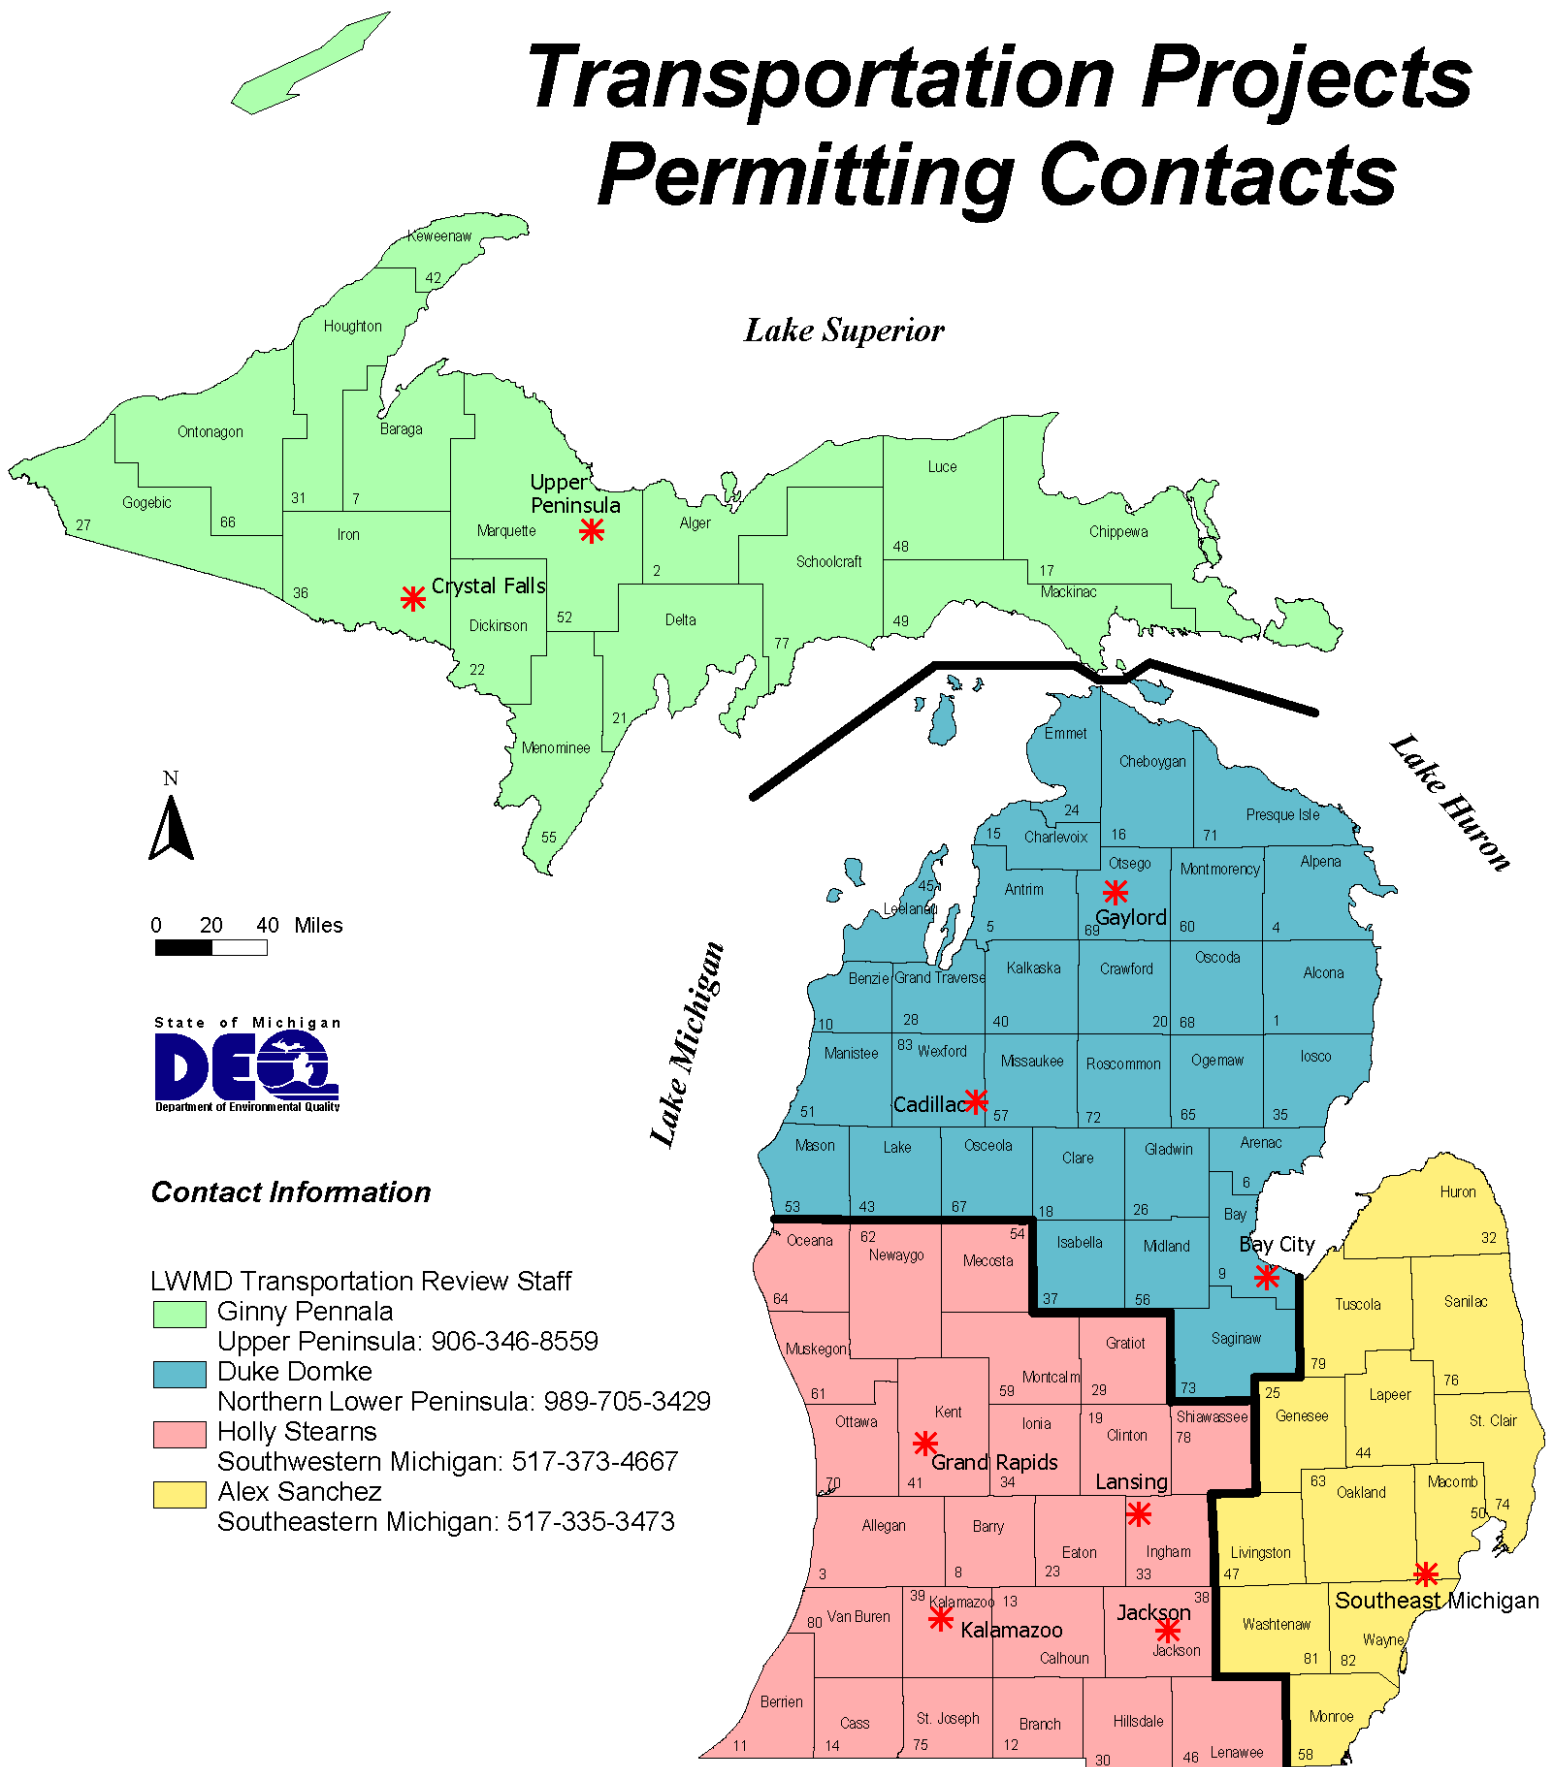 Transportation Projects
Permitting Contacts
Keweenaw
42
Lake Superior
Houghton
Ontonagon
Baraga
Luce
Upper
Peninsula
Gogebic
27
66
31
7
Iron
Marquette
Alger
Chippewa
48
Schoolcraft
2
17
Mackinac
36
Crystal Falls
Dickinson
52
Delta
49
77
22
21
Menominee
55
Emmet
Cheboygan
Lake Huron
N
24
Presque Isle
15
Charlevoix
16
71
Otsego
Montmorency
Alpena
45
Leelanau
Antrim
Gaylord
5
69
60
4
0 20 40 Miles
Lake Michigan
Benzie
Grand Traverse
Kalkaska
Crawford
Oscoda
Alcona
10
28
40
20
68
1
State of Michigan
DEQ
Department of Environmental Quality
Manistee
83
Wexford
Missaukee
Roscommon
Ogemaw
Iosco
Cadillac
51
57
72
65
35
Mason
Lake
Osceola
Clare
Gladwin
Arenac
6
53
43
67
18
26
Bay
Huron
32
Contact Information
Oceana
62
Newaygo
Mecosta
54
Isabella
Midland
Bay City
9
64
37
56
Tuscola
Sanilac
LWMD Transportation Review Staff
Ginny Pennala
Upper Peninsula: 906-346-8559
Duke Domke
Northern Lower Peninsula: 989-705-3429
Holly Stearns
Southwestern Michigan: 517-373-4667
Alex Sanchez
Southeastern Michigan: 517-335-3473
Muskegon
Gratiot
Saginaw
79
61
59
Montcalm
29
73
25
Lapeer
76
Ottawa
Kent
Ionia
19
Clinton
Shiawassee
78
Genesee
St. Clair
44
Grand Rapids
70
41
34
Lansing
63
Oakland
Macomb
50
74
Allegan
Barry
Eaton
Ingham
Livingston
3
8
23
33
47
Southeast Michigan
80
Van Buren
39
Kalamazoo
13
38
Kalamazoo
Jackson
Calhoun
Jackson
Washtenaw
Wayne
81
82
Berrien
Cass
St. Joseph
Branch
Hillsdale
Lenawee
Monroe
11
14
75
12
30
46
58